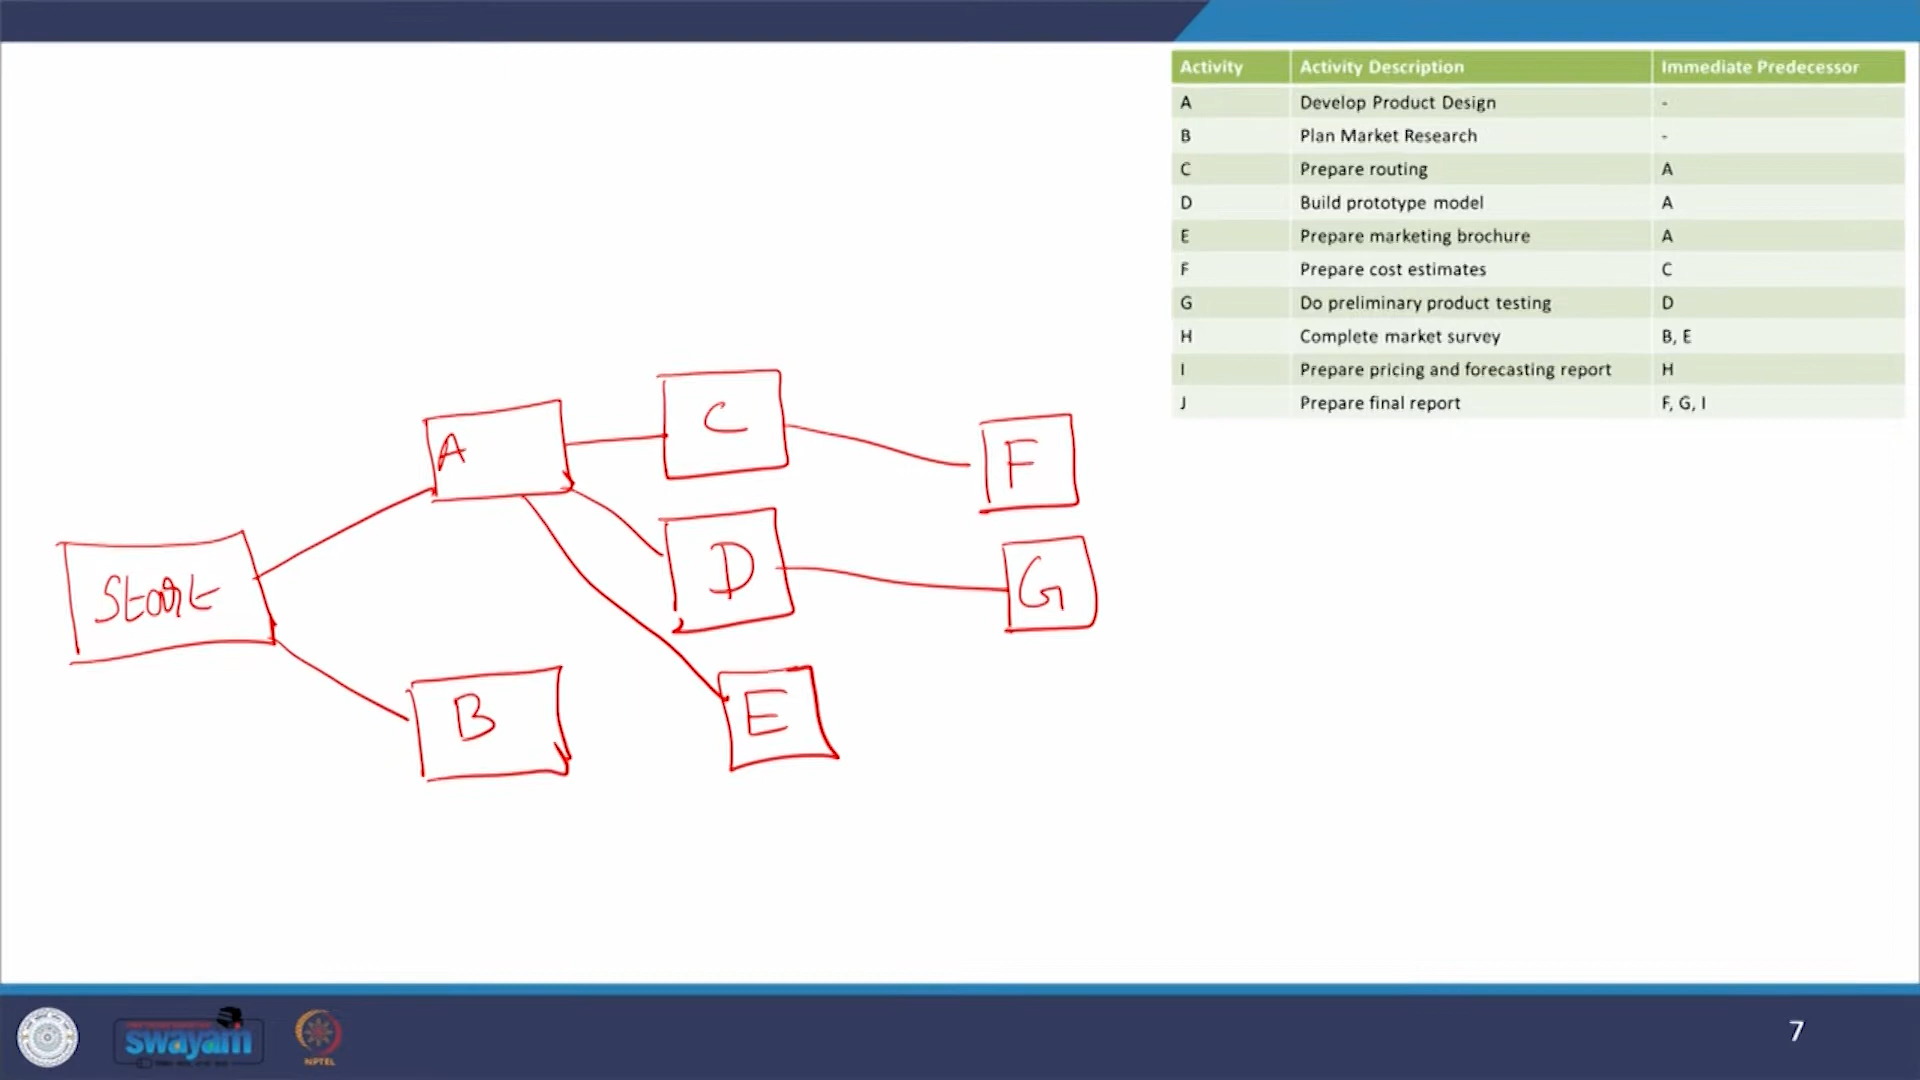 Activity Activity Description Immediate Predecessor
A Develop Product Design -
B Plan Market Research -
C Prepare routing A
D Build prototype model A
E Prepare marketing brochure A
F Prepare cost estimates C
G Do preliminary product testing D
H Complete market survey B, E
I Prepare pricing and forecasting report H
J Prepare final report F, G, I
A
C
F
Start
D
G
B
E
swayam
NPTEL
7